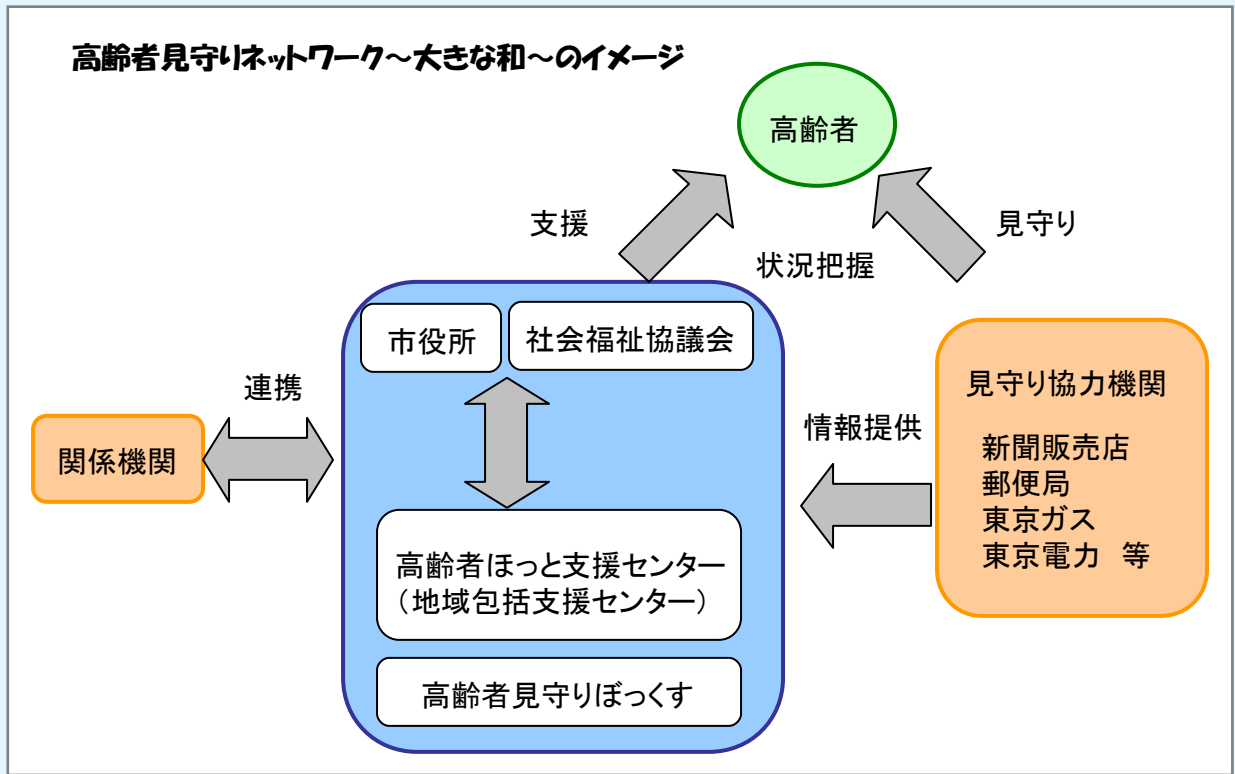 高齢者見守りネットワーク～大きな和～のイメージ
高齢者
支援
見守り
状況把握
市役所
社会福祉協議会
見守り協力機関
連携
情報提供
新聞販売店
関係機関
郵便局
東京ガス
東京電力　等
高齢者ほっと支援センター
（地域包括支援センター）
高齢者見守りぼっくす